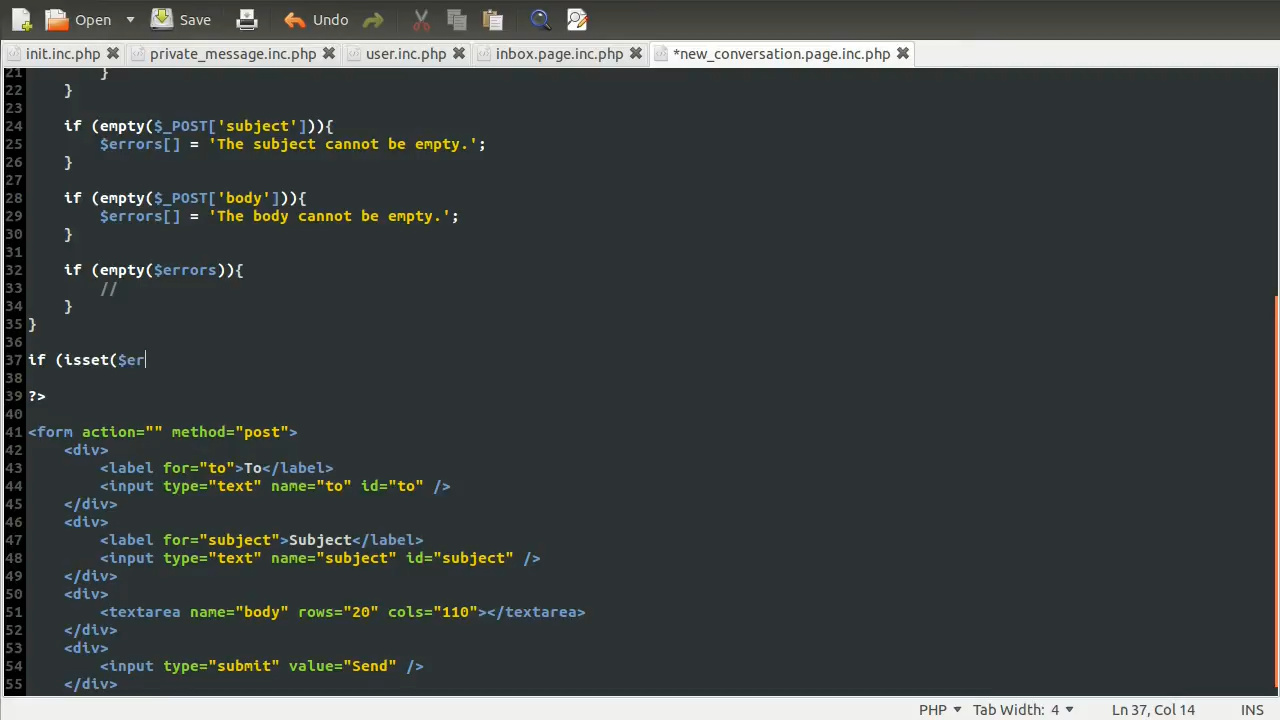 Open Save Undo
init.inc.php private_message.inc.php user.inc.php inbox.page.inc.php *new_conversation.page.inc.php
21         }
22     }
23
24     if (empty($_POST['subject'])){
25         $errors[] = 'The subject cannot be empty.';
26     }
27
28     if (empty($_POST['body'])){
29         $errors[] = 'The body cannot be empty.';
30     }
31
32     if (empty($errors)){
33         //
34     }
35 }
36
37 if (isset($er
38
39 ?>
40
41 <form action="" method="post">
42     <div>
43         <label for="to">To</label>
44         <input type="text" name="to" id="to" />
45     </div>
46     <div>
47         <label for="subject">Subject</label>
48         <input type="text" name="subject" id="subject" />
49     </div>
50     <div>
51         <textarea name="body" rows="20" cols="110"></textarea>
52     </div>
53     <div>
54         <input type="submit" value="Send" />
55     </div>
PHP Tab Width: 4 Ln 37, Col 14 INS